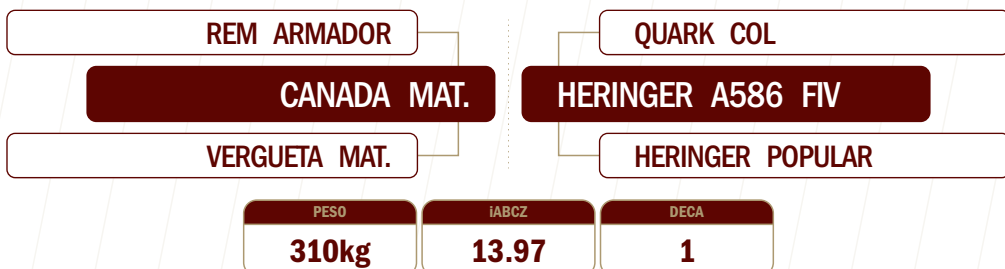 REM ARMADOR
QUARK COL
CANADA MAT.
HERINGER A586 FIV
VERGUETA MAT.
HERINGER POPULAR
PESO
iABCZ
DECA
310kg
13.97
1